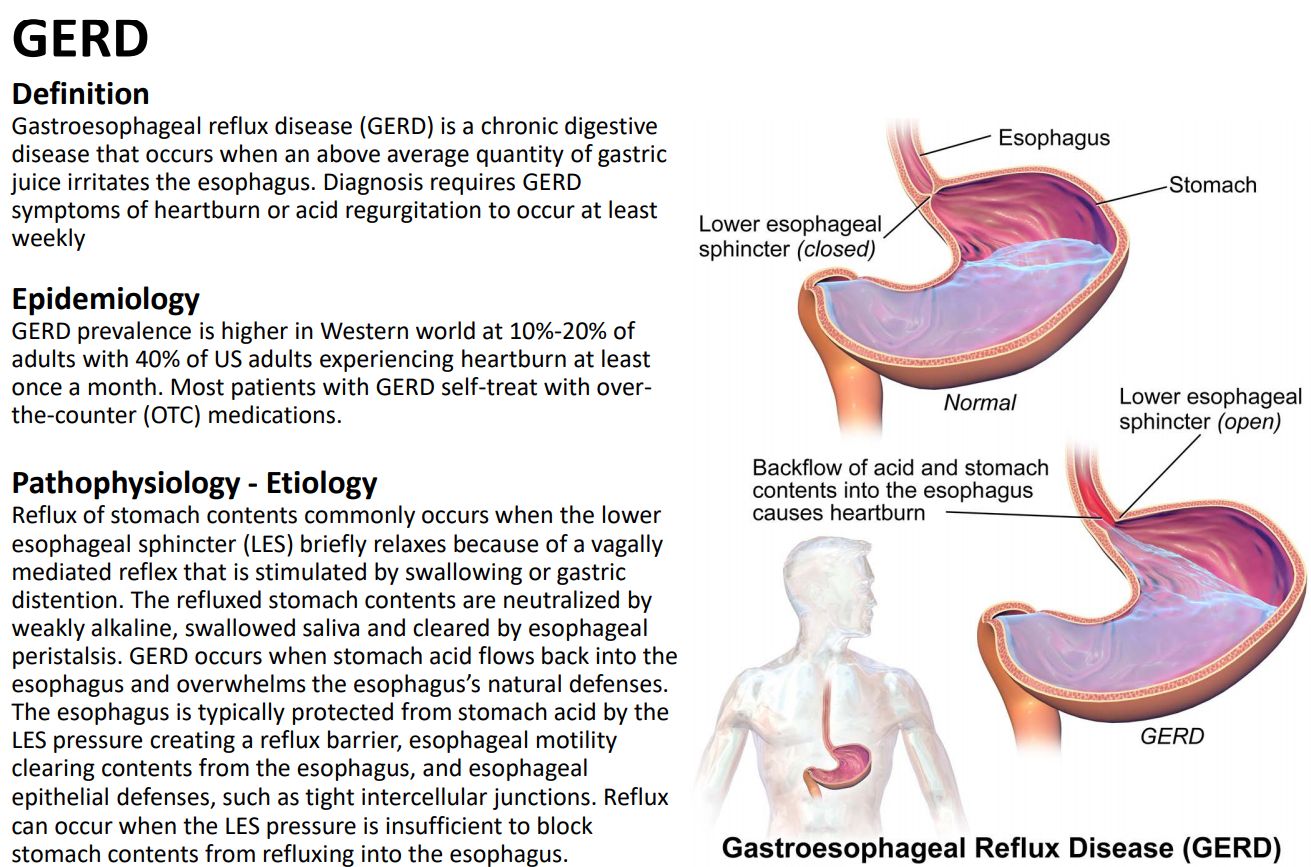 GERD
Definition
Gastroesophageal reflux disease (GERD) is a chronic digestive
disease that occurs when an above average quantity of gastric
juice irritates the esophagus. Diagnosis requires GERD
symptoms of heartburn or acid regurgitation to occur at least
weekly
Epidemiology
GERD prevalence is higher in Western world at 10%-20% of
adults with 40% of US adults experiencing heartburn at least
once a month. Most patients with GERD self-treat with over-
the-counter (OTC) medications.
Pathophysiology - Etiology
Reflux of stomach contents commonly occurs when the lower
esophageal sphincter (LES) briefly relaxes because of a vagally
mediated reflex that is stimulated by swallowing or gastric
distention. The refluxed stomach contents are neutralized by
weakly alkaline, swallowed saliva and cleared by esophageal
peristalsis. GERD occurs when stomach acid flows back into the
esophagus and overwhelms the esophagus’s natural defenses.
The esophagus is typically protected from stomach acid by the
LES pressure creating a reflux barrier, esophageal motility
clearing contents from the esophagus, and esophageal
epithelial defenses, such as tight intercellular junctions. Reflux
can occur when the LES pressure is insufficient to block
stomach contents from refluxing into the esophagus.
Esophagus
Stomach
Lower esophageal
sphincter (closed)
Normal
Lower esophageal
sphincter (open)
Backflow of acid and stomach
contents into the esophagus
causes heartburn
GERD
Gastroesophageal Reflux Disease (GERD)